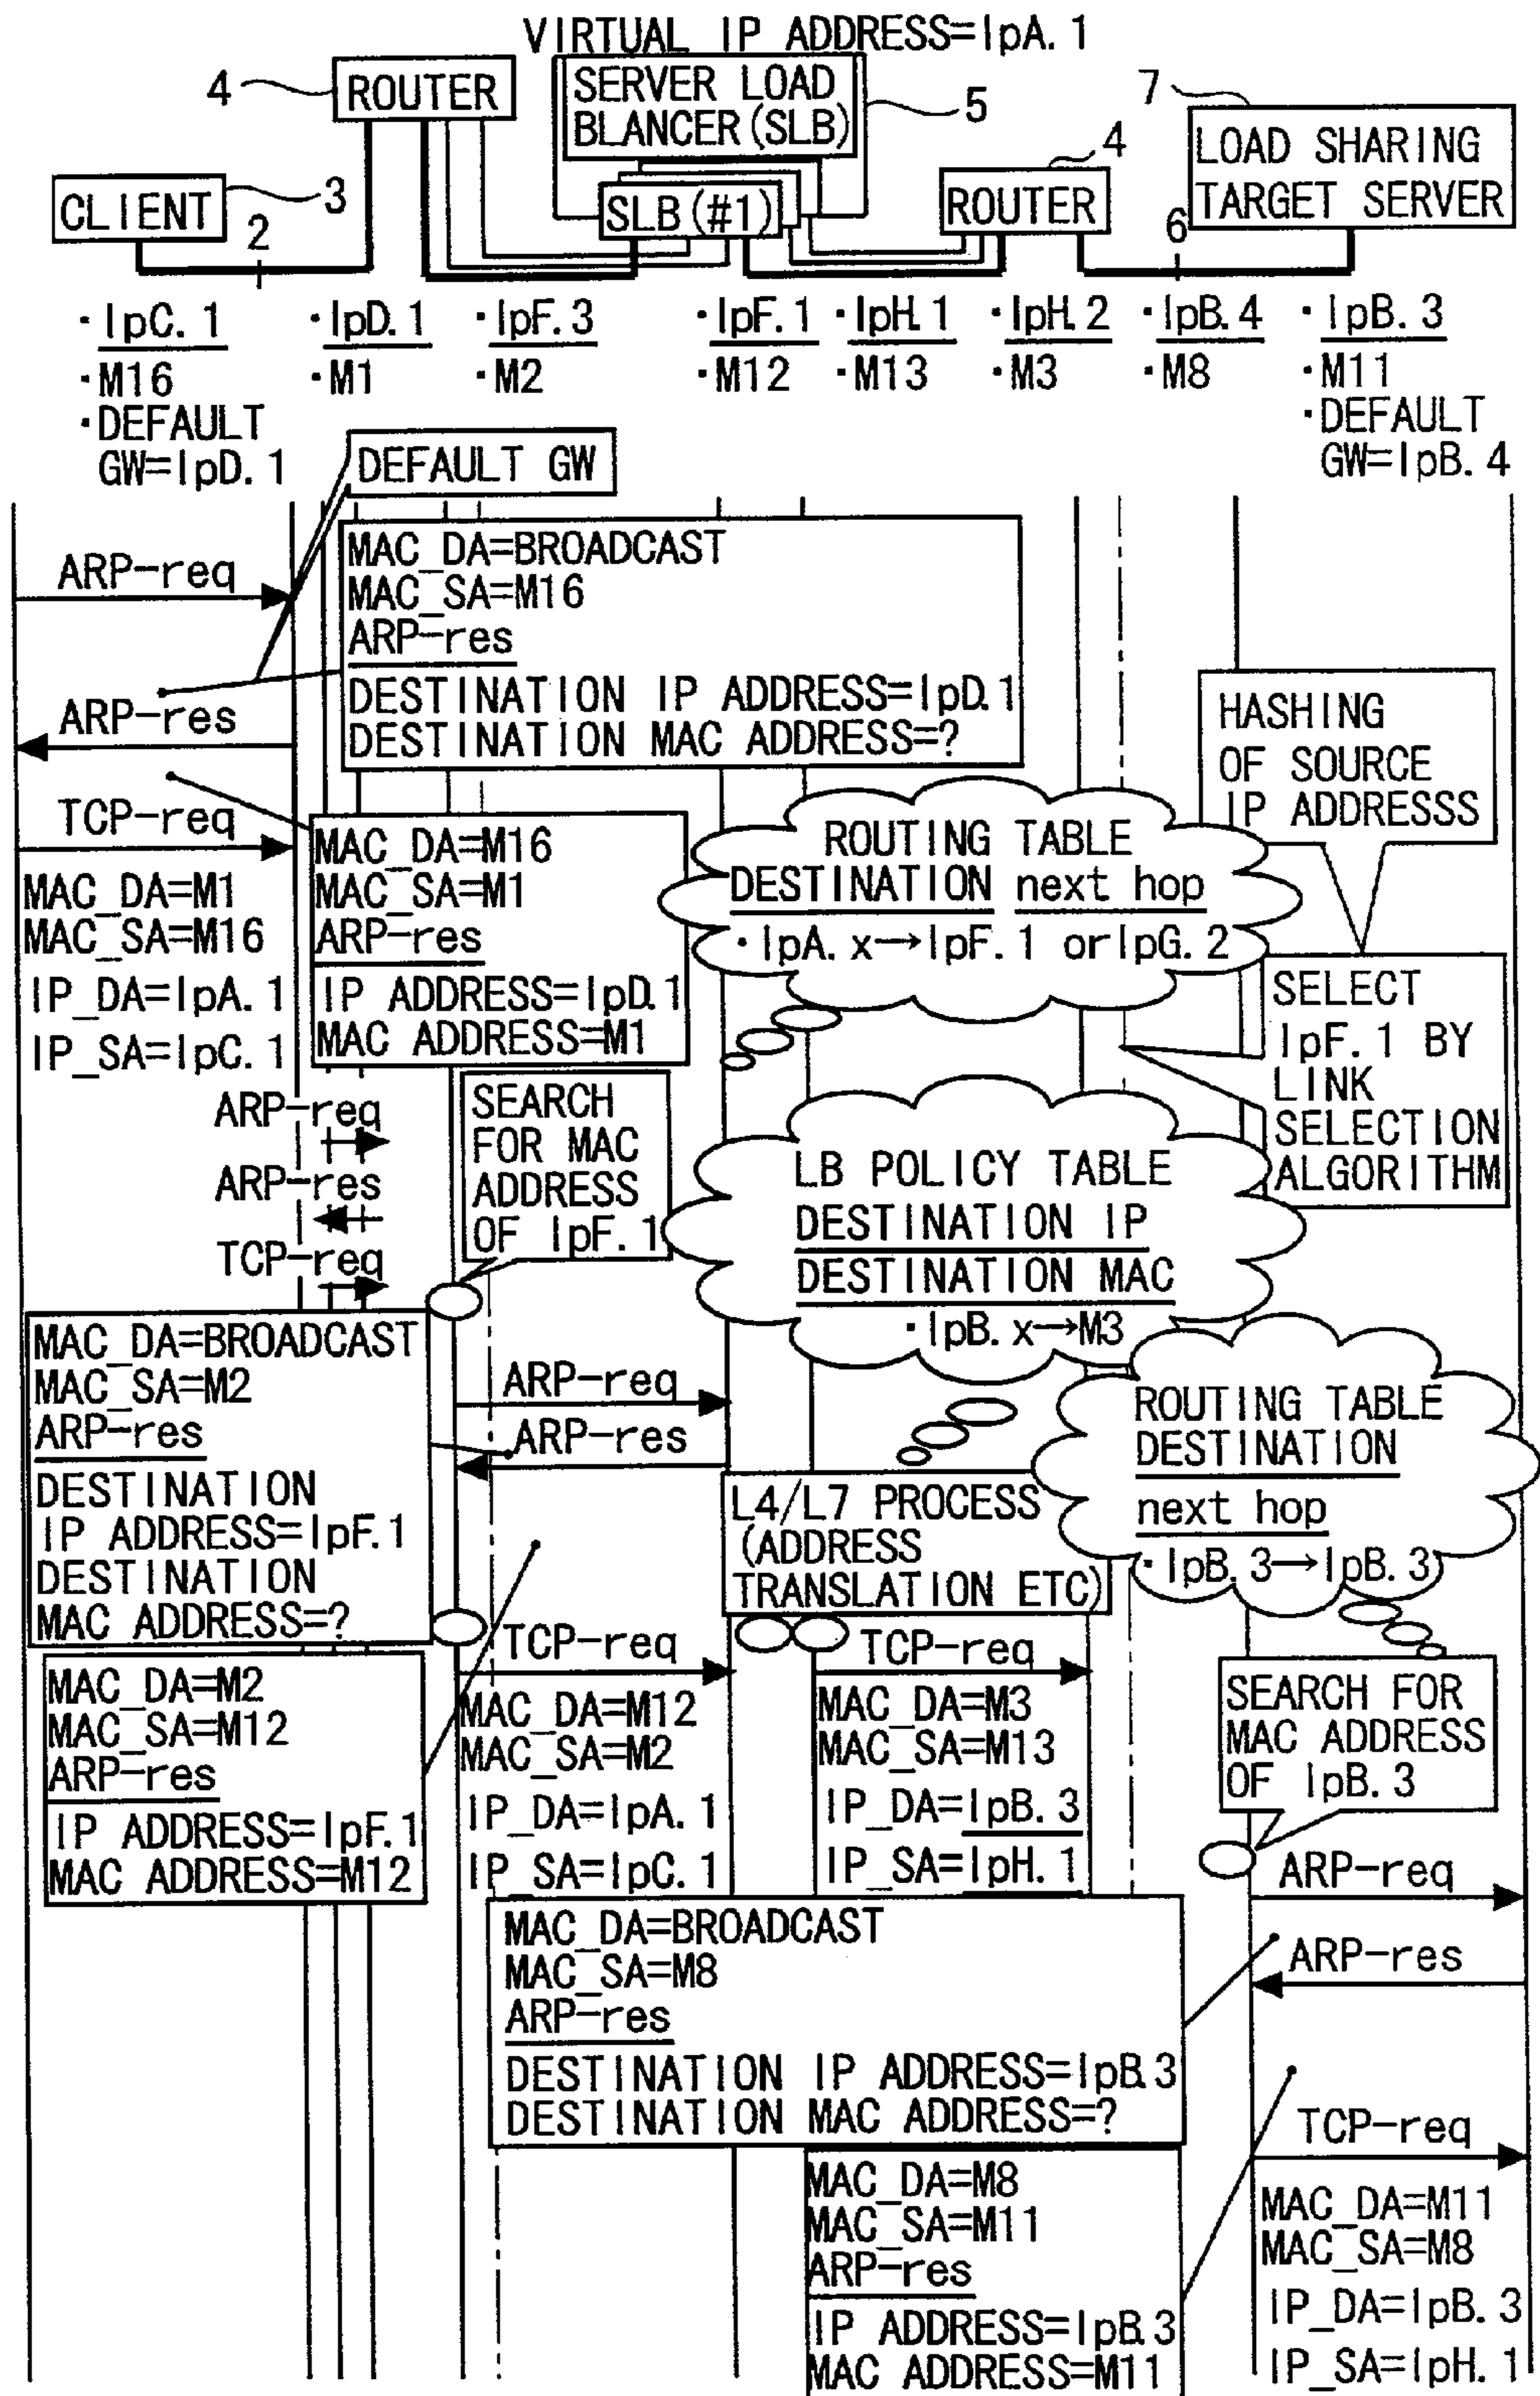 VIRTUAL IP ADDRESS=IpA.1
4
ROUTER
SERVER LOAD
BLANCER(SLB)
5
7
LOAD SHARING
TARGET SERVER
CLIENT
3
2
SLB(#1)
4
ROUTER
6
·IpC.1
·M16
·DEFAULT
GW=IpD.1
·IpD.1
·M1
·IpF.3
·M2
·IpF.1
·M12
·IpH.1
·M13
·IpH.2
·M3
·IpB.4
·M8
·IpB.3
·M11
·DEFAULT
GW=IpB.4
DEFAULT GW
ARP-req
MAC_DA=BROADCAST
MAC_SA=M16
ARP-res
DESTINATION IP ADDRESS=IpD.1
DESTINATION MAC ADDRESS=?
ARP-res
HASHING
OF SOURCE
IP ADDRESSS
TCP-req
MAC_DA=M1
MAC_SA=M16
IP_DA=IpA.1
IP_SA=IpC.1
MAC_DA=M16
MAC_SA=M1
ARP-res
IP ADDRESS=IpD.1
MAC ADDRESS=M1
ROUTING TABLE
DESTINATION next hop
·IpA.x→IpF.1 orIpG.2
SELECT
IpF.1 BY
LINK
SELECTION
ALGORITHM
ARP-req
ARP-res
TCP-req
SEARCH
FOR MAC
ADDRESS
OF IpF.1
LB POLICY TABLE
DESTINATION IP
DESTINATION MAC
·IpB.x→M3
MAC_DA=BROADCAST
MAC_SA=M2
ARP-res
DESTINATION
IP ADDRESS=IpF.1
DESTINATION
MAC ADDRESS=?
ARP-req
ARP-res
ROUTING TABLE
DESTINATION
next hop
·IpB.3→IpB.3
L4/L7 PROCESS
(ADDRESS
TRANSLATION ETC)
MAC_DA=M2
MAC_SA=M12
ARP-res
IP ADDRESS=IpF.1
MAC ADDRESS=M12
TCP-req
MAC_DA=M12
MAC_SA=M2
IP_DA=IpA.1
IP_SA=IpC.1
TCP-req
MAC_DA=M3
MAC_SA=M13
IP_DA=IpB.3
IP_SA=IpH.1
SEARCH FOR
MAC ADDRESS
OF IpB.3
ARP-req
MAC_DA=BROADCAST
MAC_SA=M8
ARP-res
DESTINATION IP ADDRESS=IpB.3
DESTINATION MAC ADDRESS=?
ARP-res
MAC_DA=M8
MAC_SA=M11
ARP-res
IP ADDRESS=IpB.3
MAC ADDRESS=M11
TCP-req
MAC_DA=M11
MAC_SA=M8
IP_DA=IpB.3
IP_SA=IpH.1